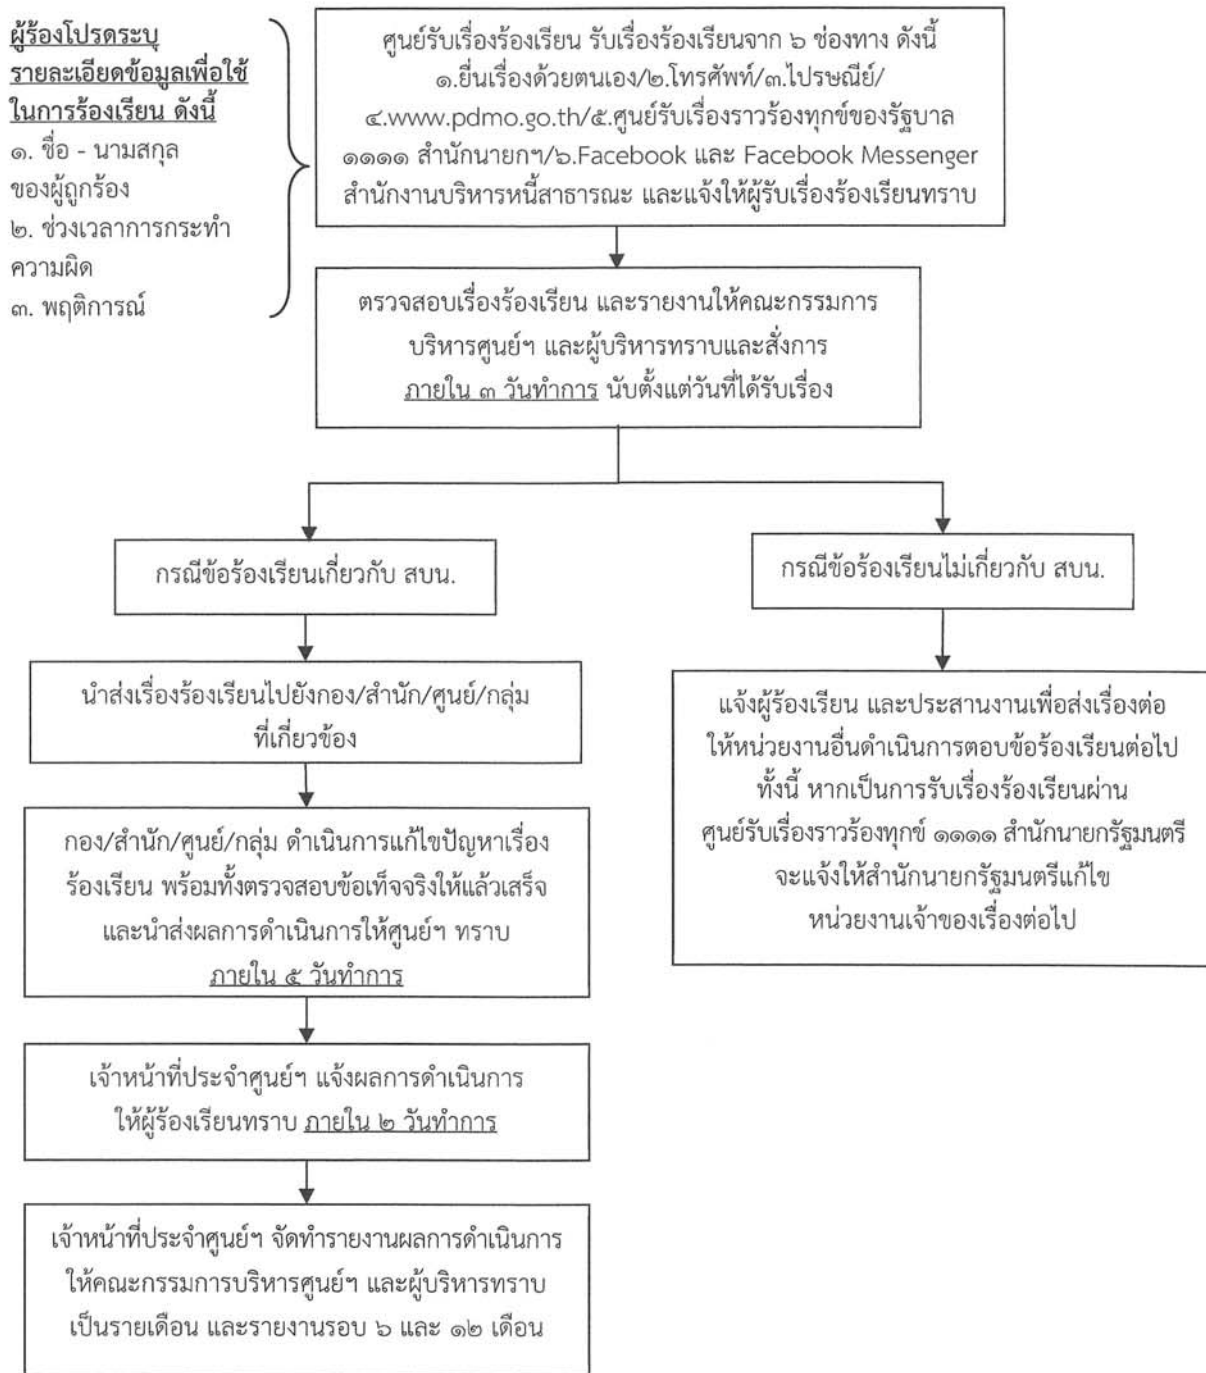 ผู้ร้องโปรดระบุ
รายละเอียดข้อมูลเพื่อใช้
ในการร้องเรียน ดังนี้
๑. ชื่อ - นามสกุล
ของผู้ถูกร้อง
๒. ช่วงเวลาการกระทำ
ความผิด
๓. พฤติการณ์
ศูนย์รับเรื่องร้องเรียน รับเรื่องร้องเรียนจาก ๖ ช่องทาง ดังนี้
๑.ยื่นเรื่องด้วยตนเอง/๒.โทรศัพท์/๓.ไปรษณีย์/
๔.www.pdmo.go.th/๕.ศูนย์รับเรื่องราวร้องทุกข์ของรัฐบาล
๑๑๑๑ สำนักนายกฯ/๖.Facebook และ Facebook Messenger
สำนักงานบริหารหนี้สาธารณะ และแจ้งให้ผู้รับเรื่องร้องเรียนทราบ
ตรวจสอบเรื่องร้องเรียน และรายงานให้คณะกรรมการ
บริหารศูนย์ฯ และผู้บริหารทราบและสั่งการ
ภายใน ๓ วันทำการ นับตั้งแต่วันที่ได้รับเรื่อง
กรณีข้อร้องเรียนเกี่ยวกับ สบน.
นำส่งเรื่องร้องเรียนไปยังกอง/สำนัก/ศูนย์/กลุ่ม
ที่เกี่ยวข้อง
กอง/สำนัก/ศูนย์/กลุ่ม ดำเนินการแก้ไขปัญหาเรื่อง
ร้องเรียน พร้อมทั้งตรวจสอบข้อเท็จจริงให้แล้วเสร็จ
และนำส่งผลการดำเนินการให้ศูนย์ฯ ทราบ
ภายใน ๕ วันทำการ
เจ้าหน้าที่ประจำศูนย์ฯ แจ้งผลการดำเนินการ
ให้ผู้ร้องเรียนทราบ ภายใน ๒ วันทำการ
เจ้าหน้าที่ประจำศูนย์ฯ จัดทำรายงานผลการดำเนินการ
ให้คณะกรรมการบริหารศูนย์ฯ และผู้บริหารทราบ
เป็นรายเดือน และรายงานรอบ ๖ และ ๑๒ เดือน
กรณีข้อร้องเรียนไม่เกี่ยวกับ สบน.
แจ้งผู้ร้องเรียน และประสานงานเพื่อส่งเรื่องต่อ
ให้หน่วยงานอื่นดำเนินการตอบข้อร้องเรียนต่อไป
ทั้งนี้ หากเป็นการรับเรื่องร้องเรียนผ่าน
ศูนย์รับเรื่องราวร้องทุกข์ ๑๑๑๑ สำนักนายกรัฐมนตรี
จะแจ้งให้สำนักนายกรัฐมนตรีแก้ไข
หน่วยงานเจ้าของเรื่องต่อไป